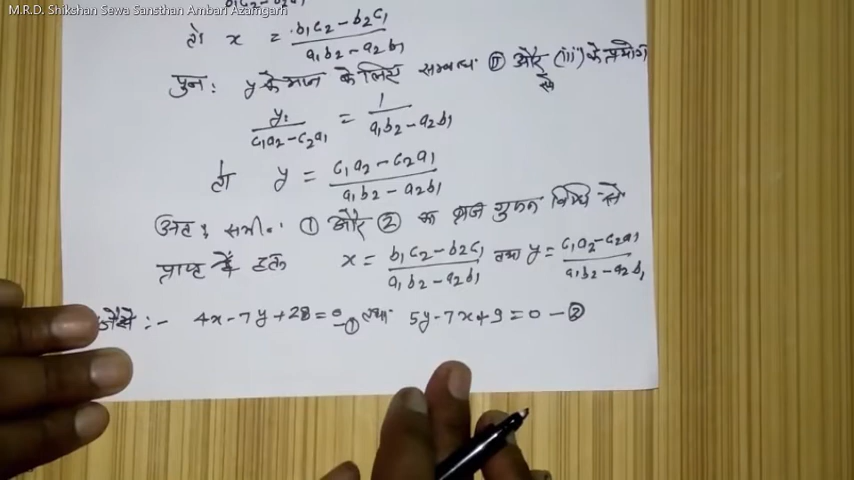 M.R.D. Shikshan Sewa Sansthan Ambari Azamgarh
तो x = b₁c₂ - b₂c₁ / a₁b₂ - a₂b₁
पुन: y के मान के लिए सम्बन्ध (ii) और (iii) के प्रयोग
से
y / c₁a₂ - c₂a₁ = 1 / a₁b₂ - a₂b₁
तो y = c₁a₂ - c₂a₁ / a₁b₂ - a₂b₁
अत: समी० ① और ② का वज्र गुणन विधि से
प्राप्त हल x = b₁c₂ - b₂c₁ / a₁b₂ - a₂b₁ तथा y = c₁a₂ - c₂a₁ / a₁b₂ - a₂b₁
जैसे :- 4x - 7y + 28 = 0 -① तथा 5y - 7x + 9 = 0 -②